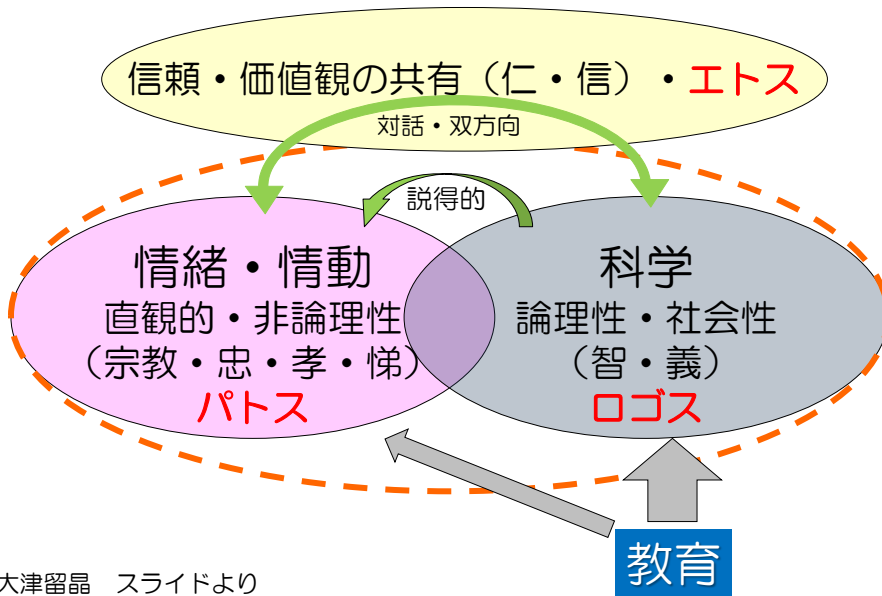 信頼・価値観の共有（仁・信）・エトス
対話・双方向
説得的
情緒・情動
直観的・非論理性
（宗教・忠・孝・悌）
パトス
科学
論理性・社会性
（智・義）
ロゴス
教育
大津留晶　スライドより